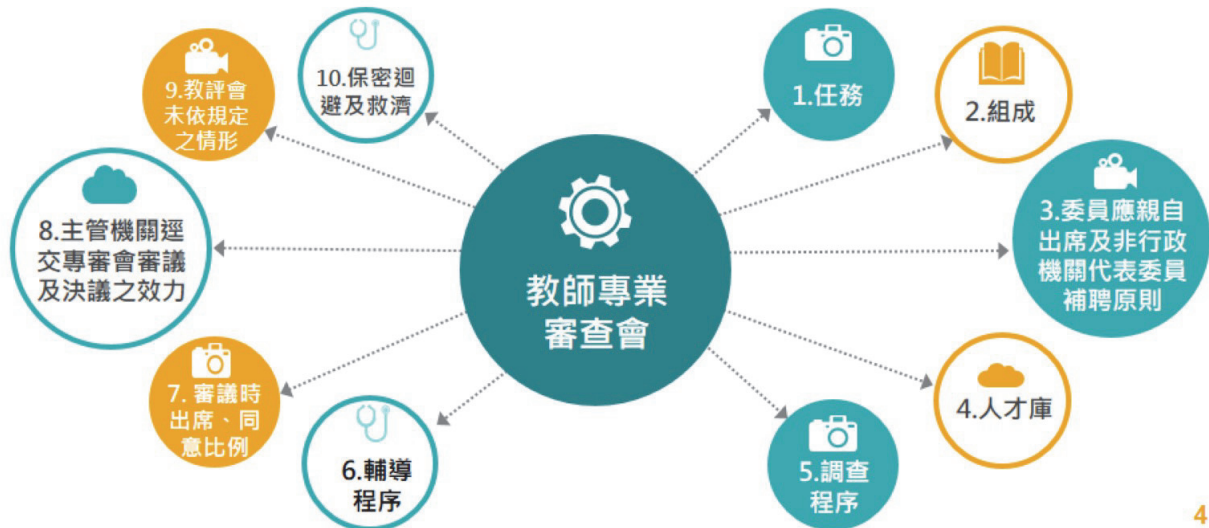 教師專業
審查會
1.任務
2.組成
3.委員應親自
出席及非行政
機關代表委員
補聘原則
4.人才庫
5.調查
程序
6.輔導
程序
7. 審議時
出席、同
意比例
8.主管機關逕
交專審會審議
及決議之效力
9.教評會
未依規定
之情形
10.保密迴
避及救濟
4